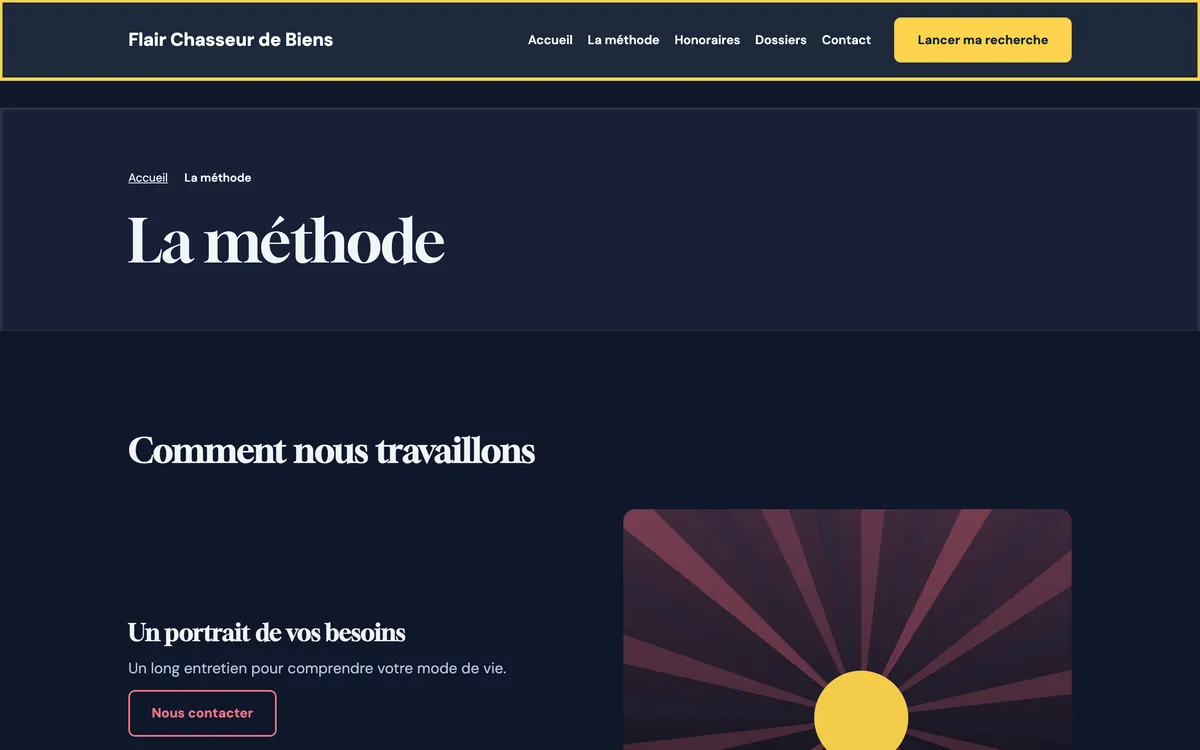 Flair Chasseur de Biens
Accueil La méthode Honoraires Dossiers Contact Lancer ma recherche
Accueil La méthode
La méthode
Comment nous travaillons
Un portrait de vos besoins
Un long entretien pour comprendre votre mode de vie.
Nous contacter